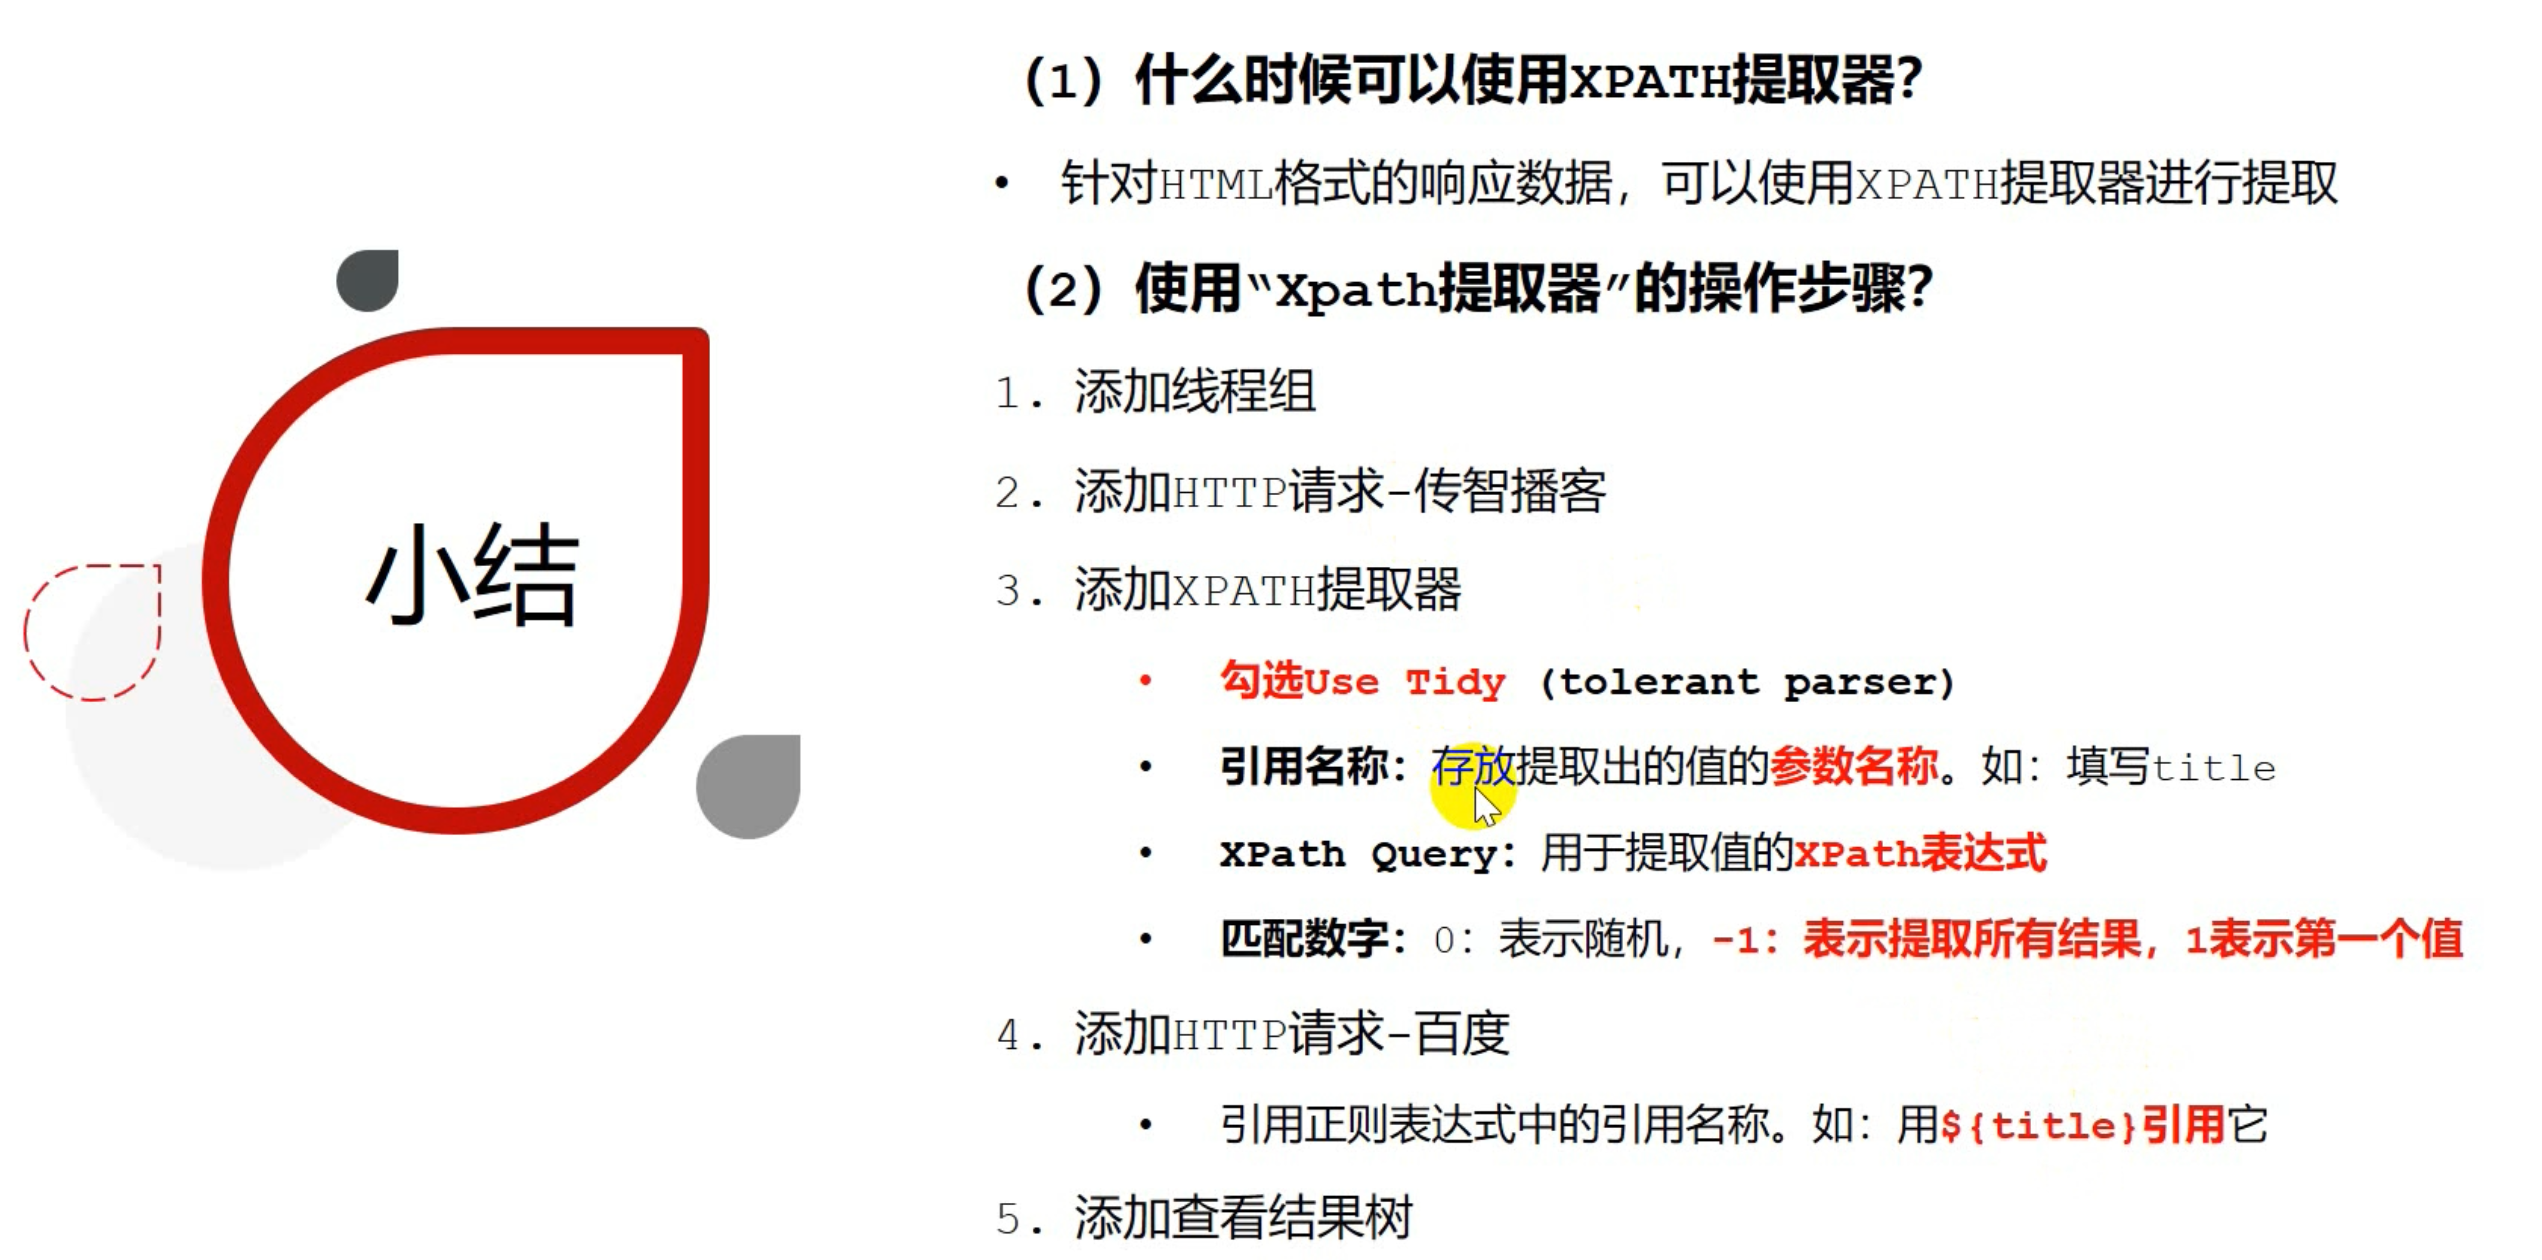 小结
（1）什么时候可以使用XPATH提取器？
• 针对HTML格式的响应数据，可以使用XPATH提取器进行提取
（2）使用“Xpath提取器”的操作步骤？
1. 添加线程组
2. 添加HTTP请求-传智播客
3. 添加XPATH提取器
• 勾选Use Tidy (tolerant parser)
• 引用名称：存放提取出的值的参数名称。如：填写title
• XPath Query：用于提取值的XPath表达式
• 匹配数字：0：表示随机，-1：表示提取所有结果，1表示第一个值
4. 添加HTTP请求-百度
• 引用正则表达式中的引用名称。如：用${title}引用它
5. 添加查看结果树